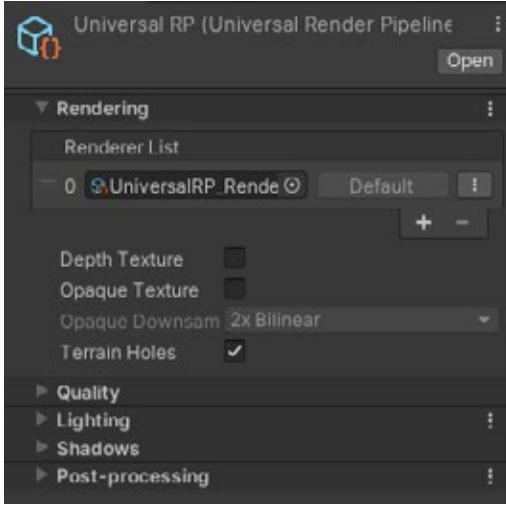 Universal RP (Universal Render Pipeline
Open
Rendering
Renderer List
0 UniversalRP_Rende Default
Depth Texture
Opaque Texture
Opaque Downsam 2x Bilinear
Terrain Holes
Quality
Lighting
Shadows
Post-processing